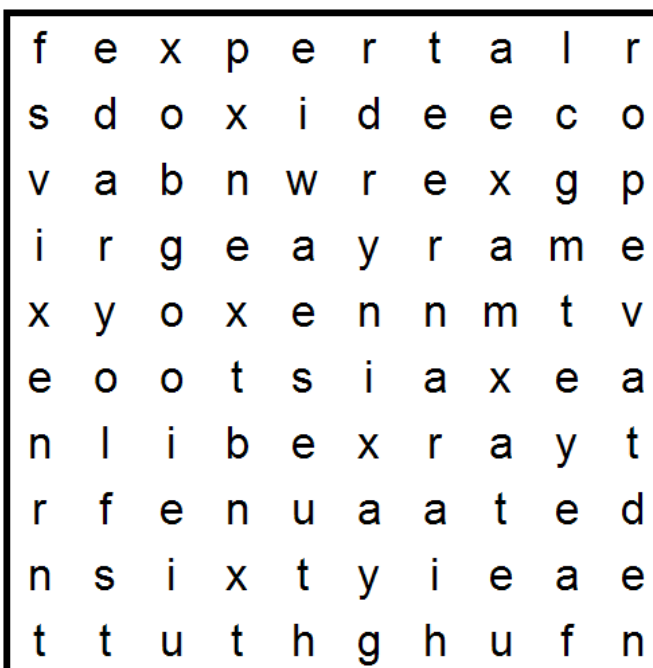 f e x p e r t a l r
s d o x i d e e c o
v a b n w r e x g p
i r g e a y r a m e
x y o x e n n m t v
e o o t s i a x e a
n l i b e x r a y t
r f e n u a a t e d
n s i x t y i e a e
t t u t h g h u f n